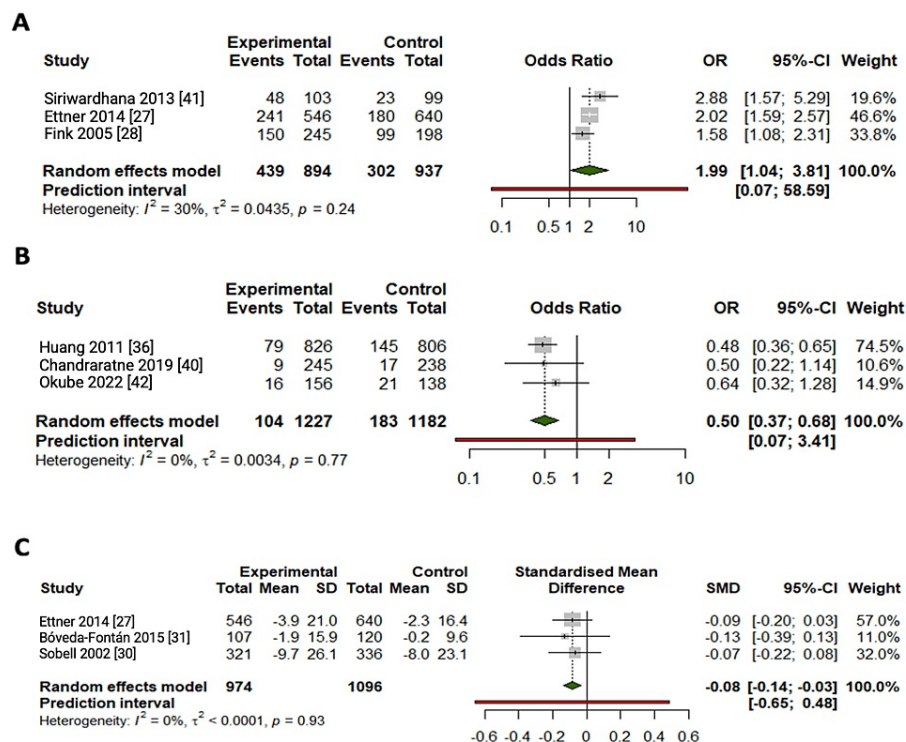 A
Experimental Control
Study Events Total Events Total Odds Ratio OR 95%-CI Weight
Siriwardhana 2013 [41] 48 103 23 99 2.88 [1.57; 5.29] 19.6%
Ettner 2014 [27] 241 546 180 640 2.02 [1.59; 2.57] 46.6%
Fink 2005 [28] 150 245 99 198 1.58 [1.08; 2.31] 33.8%
Random effects model 439 894 302 937 1.99 [1.04; 3.81] 100.0%
Prediction interval [0.07; 58.59]
Heterogeneity: I² = 30%, τ² = 0.0435, p = 0.24
0.1 0.5 1 2 10
B
Experimental Control
Study Events Total Events Total Odds Ratio OR 95%-CI Weight
Huang 2011 [36] 79 826 145 806 0.48 [0.36; 0.65] 74.5%
Chandraratne 2019 [40] 9 245 17 238 0.50 [0.22; 1.14] 10.6%
Okube 2022 [42] 16 156 21 138 0.64 [0.32; 1.28] 14.9%
Random effects model 104 1227 183 1182 0.50 [0.37; 0.68] 100.0%
Prediction interval [0.07; 3.41]
Heterogeneity: I² = 0%, τ² = 0.0034, p = 0.77
0.1 0.5 1 2 10
C
Experimental Control Standardised Mean
Study Total Mean SD Total Mean SD Difference SMD 95%-CI Weight
Ettner 2014 [27] 546 -3.9 21.0 640 -2.3 16.4 -0.09 [-0.20; 0.03] 57.0%
Bóveda-Fontán 2015 [31] 107 -1.9 15.9 120 -0.2 9.6 -0.13 [-0.39; 0.13] 11.0%
Sobell 2002 [30] 321 -9.7 26.1 336 -8.0 23.1 -0.07 [-0.22; 0.08] 32.0%
Random effects model 974 1096 -0.08 [-0.14; -0.03] 100.0%
Prediction interval [-0.65; 0.48]
Heterogeneity: I² = 0%, τ² < 0.0001, p = 0.93
-0.6 -0.4 -0.2 0 0.2 0.4 0.6